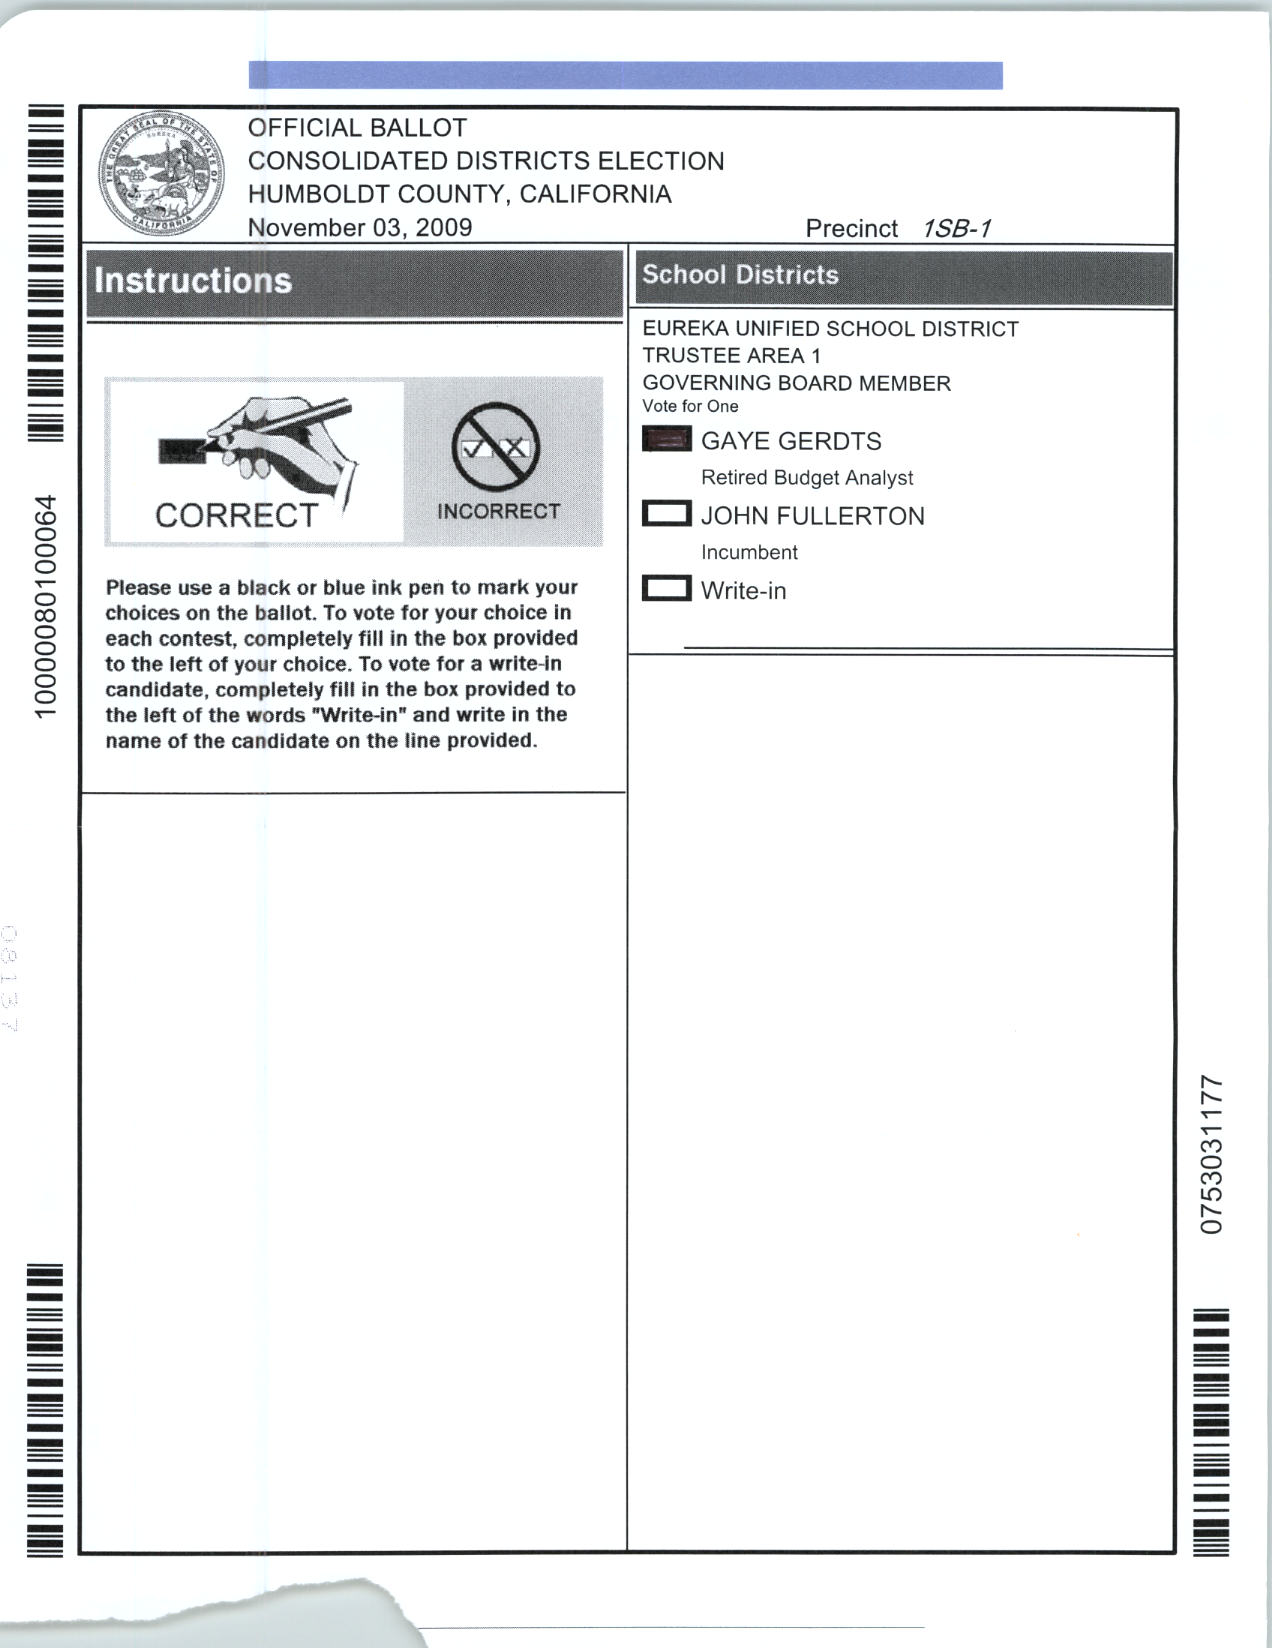 OFFICIAL BALLOT
CONSOLIDATED DISTRICTS ELECTION
HUMBOLDT COUNTY, CALIFORNIA
November 03, 2009
Precinct 1SB-1
THE GREAT SEAL OF THE STATE OF CALIFORNIA
EUREKA
Instructions
CORRECT
INCORRECT
Please use a black or blue ink pen to mark your
choices on the ballot. To vote for your choice in
each contest, completely fill in the box provided
to the left of your choice. To vote for a write-in
candidate, completely fill in the box provided to
the left of the words "Write-in" and write in the
name of the candidate on the line provided.
School Districts
EUREKA UNIFIED SCHOOL DISTRICT
TRUSTEE AREA 1
GOVERNING BOARD MEMBER
Vote for One
GAYE GERDTS
Retired Budget Analyst
JOHN FULLERTON
Incumbent
Write-in
10000080100064
08137
0753031177